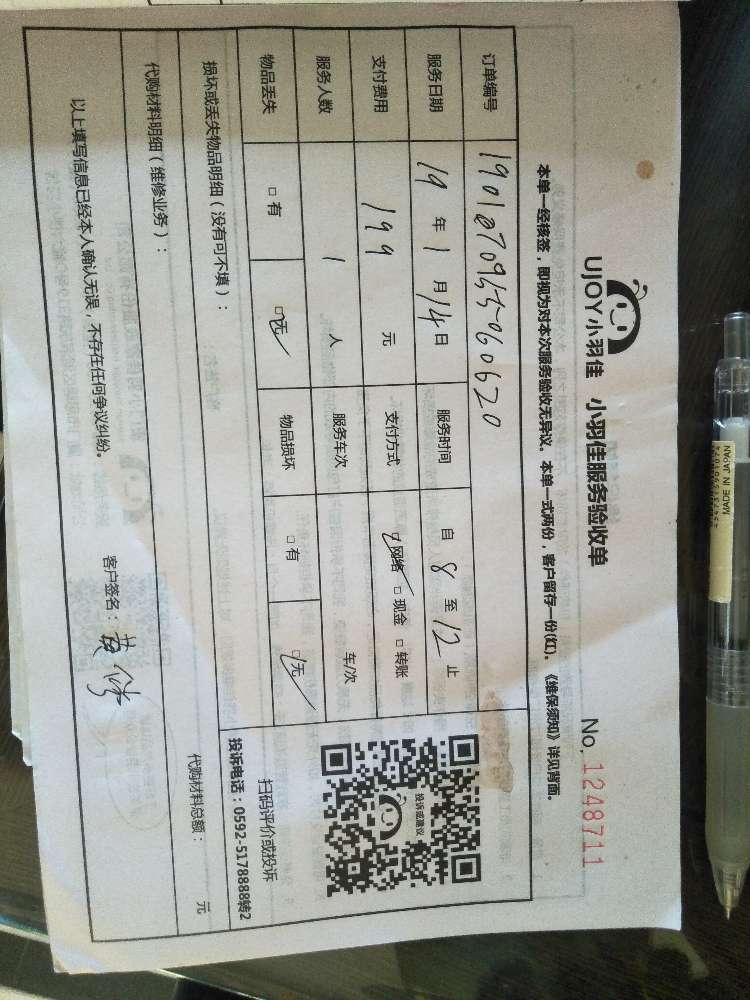 UJOY小羽佳 小羽佳服务验收单
No. 1248711
本单一经核签，即视为对本次服务验收无异议。本单一式两份，客户留存一份(红)。《维保须知》详见背面。
订单编号
服务日期 19 年 1 月 14 日 服务时间 自 8 至 12 止
支付费用 199 元 支付方式 ☑网络 □现金 □转账
服务人数 1 人 服务车次 车/次
物品丢失 □有 ☑无 物品损坏 □有 ☑无
投诉或建议
扫码评价或投诉
投诉电话：0592-5178888转2
损坏或丢失物品明细（没有可不填）：
代购材料明细（维修业务）： 代购材料总额： 元
以上填写信息已经本人确认无误，不存在任何争议纠纷。 客户签名：
MADE IN JAPAN